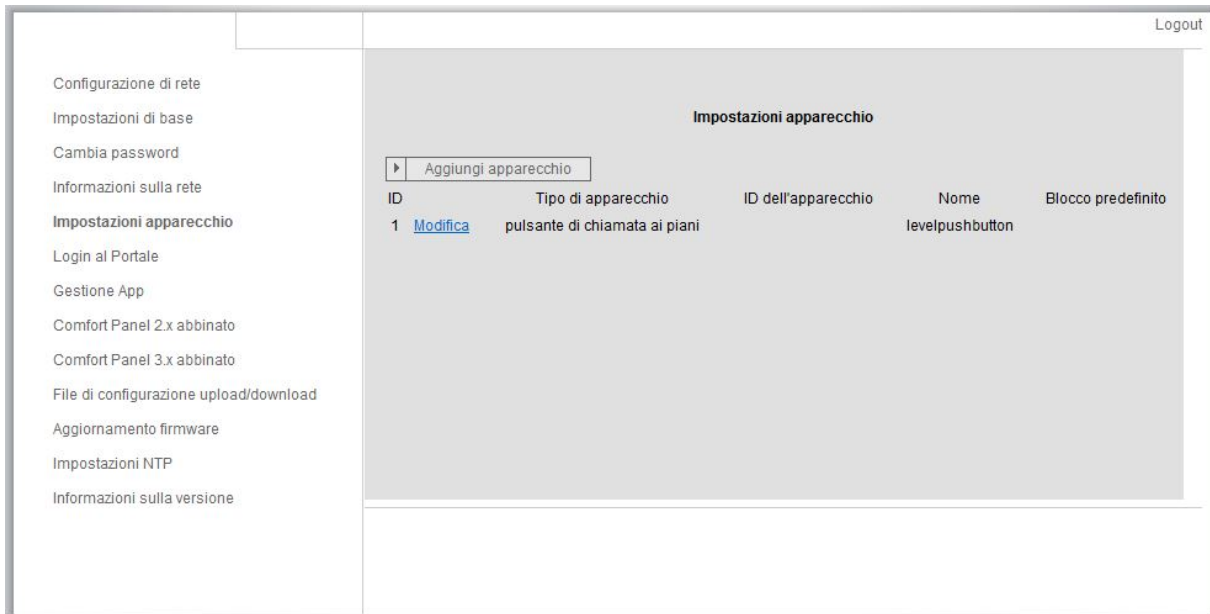 Logout
Configurazione di rete
Impostazioni di base
Cambia password
Informazioni sulla rete
Impostazioni apparecchio
Login al Portale
Gestione App
Comfort Panel 2.x abbinato
Comfort Panel 3.x abbinato
File di configurazione upload/download
Aggiornamento firmware
Impostazioni NTP
Informazioni sulla versione
Impostazioni apparecchio
Aggiungi apparecchio
ID Tipo di apparecchio ID dell'apparecchio Nome Blocco predefinito
1 Modifica pulsante di chiamata ai piani levelpushbutton